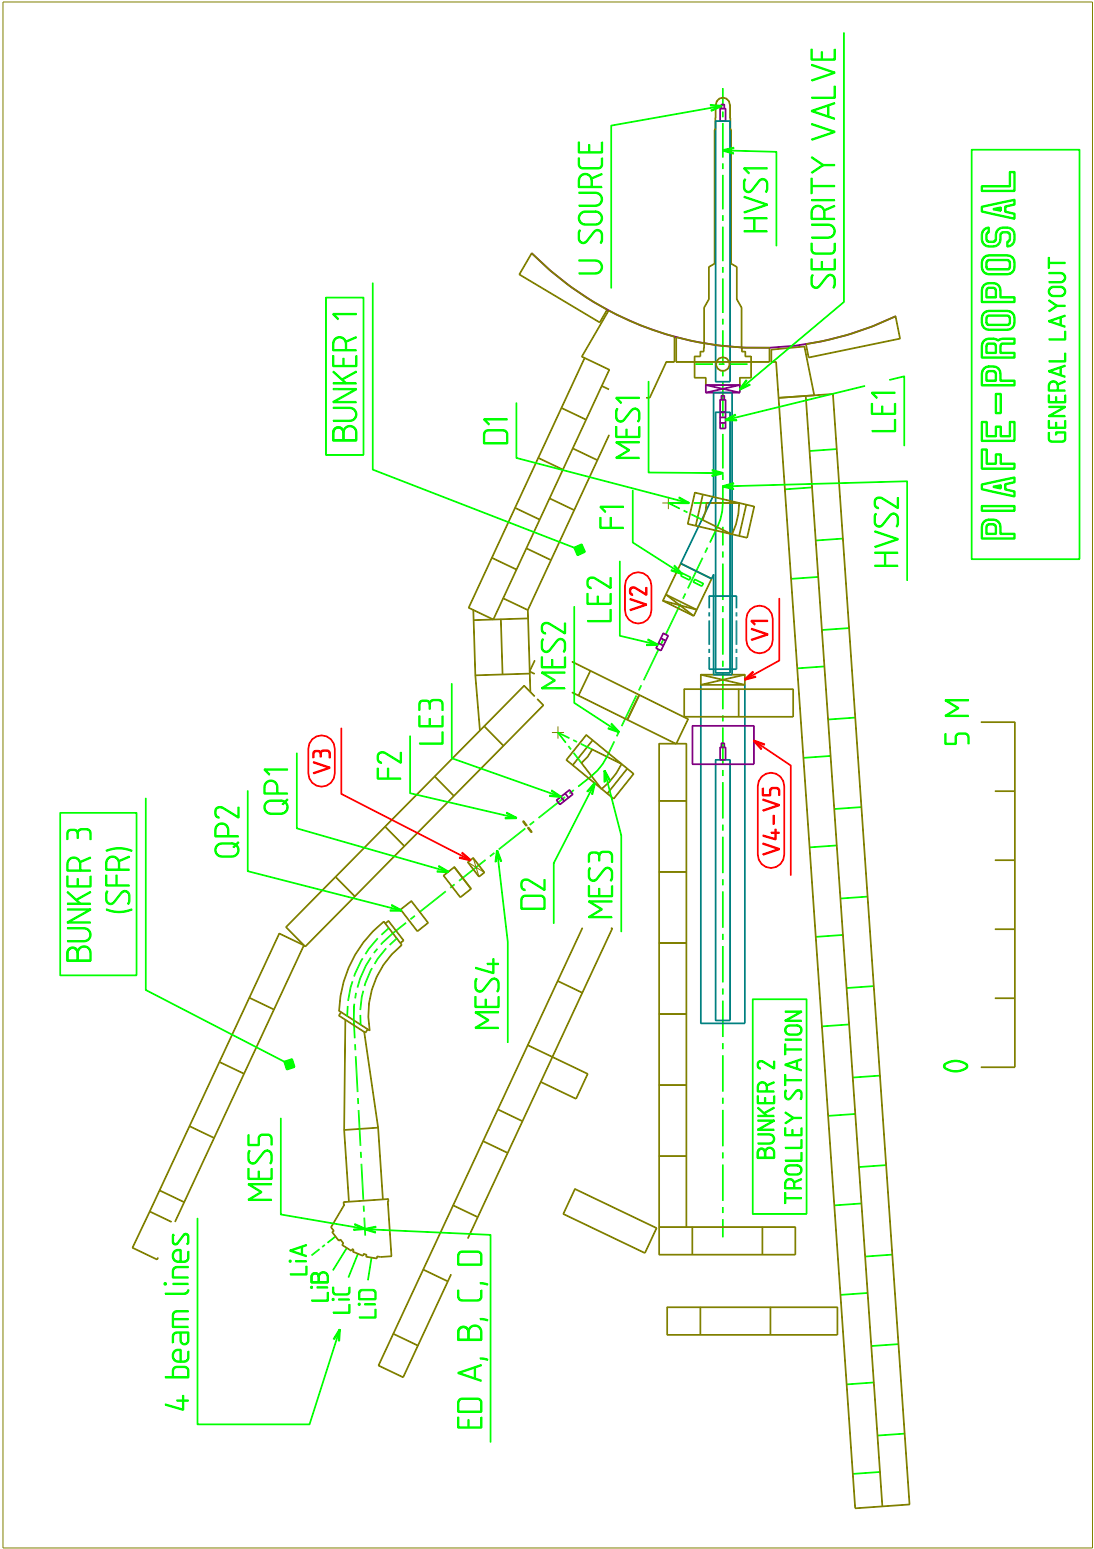 PIAFE-PROPOSAL
GENERAL LAYOUT
U SOURCE
HVS1
SECURITY VALVE
BUNKER 1
D1
MES1
LE1
F1
HVS2
LE2
V2
V1
MES2
LE3
F2
V3
QP1
QP2
BUNKER 3
(SFR)
D2
MES3
V4-V5
MES4
BUNKER 2
TROLLEY STATION
MES5
LiA
LiB
LiC
LiD
4 beam lines
ED A, B, C, D
0
5 M